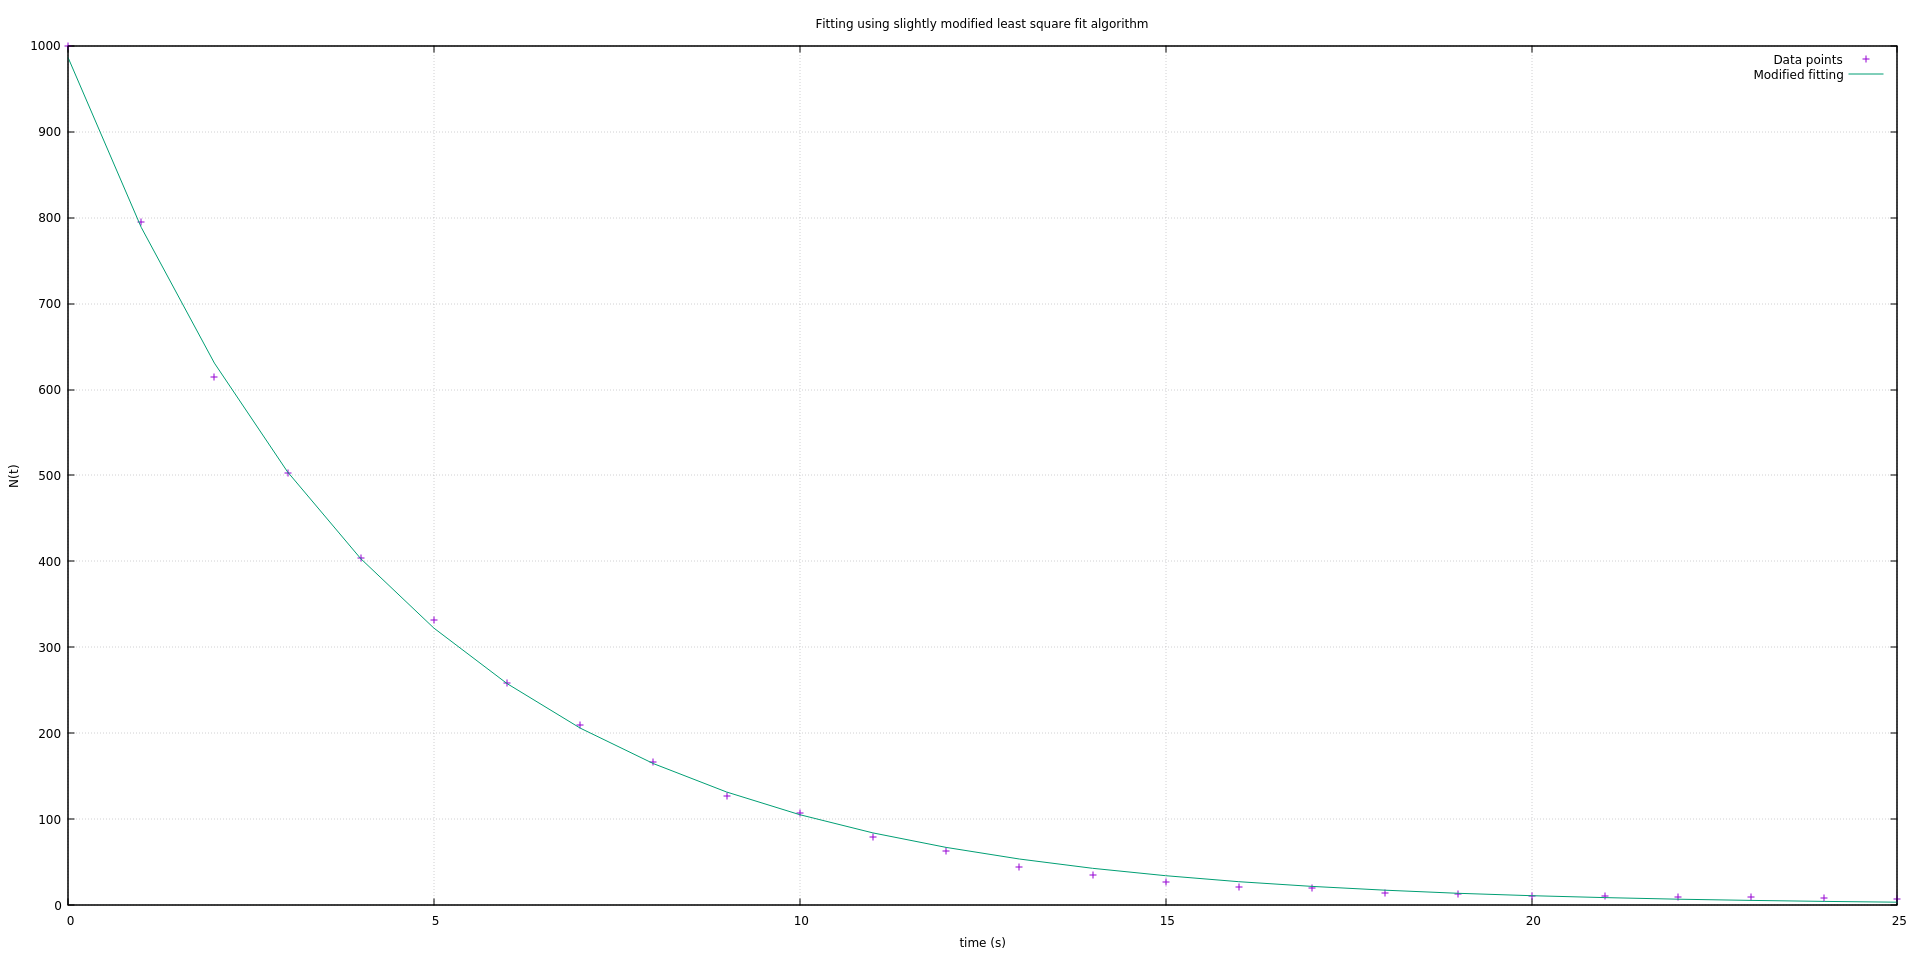 Fitting using slightly modified least square fit algorithm
Data points
Modified fitting
1000
900
800
700
600
500
400
300
200
100
0
N(t)
0 5 10 15 20 25
time (s)